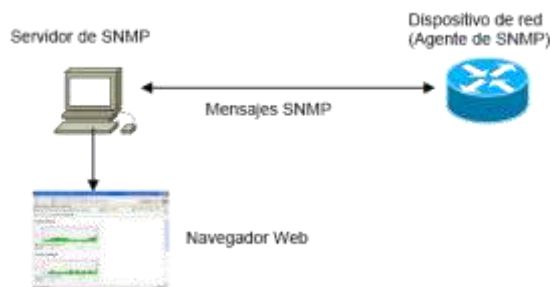 Servidor de SNMP
Dispositivo de red
(Agente de SNMP)
Mensajes SNMP
Navegador Web